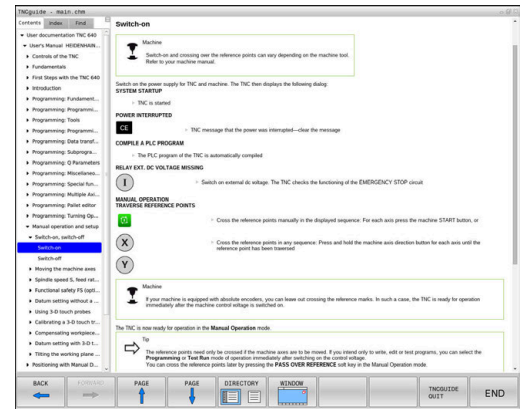 TNCguide - main.chm
Contents Index Find
User documentation TNC 640
User's Manual HEIDENHAIN...
Controls of the TNC
Fundamentals
First Steps with the TNC 640
Introduction
Programming: Fundament...
Programming: Programmi...
Programming: Tools
Programming: Programmi...
Programming: Data transf...
Programming: Subprogra...
Programming: Q Parameters
Programming: Miscellaneo...
Programming: Special fun...
Programming: Multiple Axi...
Programming: Pallet editor
Programming: Turning Op...
Manual operation and setup
Switch-on, switch-off
Switch-on
Switch-off
Moving the machine axes
Spindle speed S, feed rat...
Functional safety FS (opti...
Datum setting without a ...
Using 3-D touch probes
Calibrating a 3-D touch tr...
Compensating workpiece...
Datum setting with 3-D t...
Tilting the working plane ...
Positioning with Manual D...
Switch-on
Machine
Switch-on and crossing over the reference points can vary depending on the machine tool.
Refer to your machine manual.
Switch on the power supply for TNC and machine. The TNC then displays the following dialog:
SYSTEM STARTUP
TNC is started
POWER INTERRUPTED
CE
TNC message that the power was interrupted—clear the message
COMPILE A PLC PROGRAM
The PLC program of the TNC is automatically compiled
RELAY EXT. DC VOLTAGE MISSING
I
Switch on external dc voltage. The TNC checks the functioning of the EMERGENCY STOP circuit
MANUAL OPERATION
TRAVERSE REFERENCE POINTS
Cross the reference points manually in the displayed sequence: For each axis press the machine START button, or
X
Cross the reference points in any sequence: Press and hold the machine axis direction button for each axis until the
reference point has been traversed
Y
Machine
If your machine is equipped with absolute encoders, you can leave out crossing the reference marks. In such a case, the TNC is ready for operation
immediately after the machine control voltage is switched on.
The TNC is now ready for operation in the Manual Operation mode.
Tip
The reference points need only be crossed if the machine axes are to be moved. If you intend only to write, edit or test programs, you can select the
Programming or Test Run mode of operation immediately after switching on the control voltage.
You can cross the reference points later by pressing the PASS OVER REFERENCE soft key in the Manual Operation mode.
BACK
FORWARD
PAGE
PAGE
DIRECTORY
WINDOW
TNCGUIDE
QUIT
END